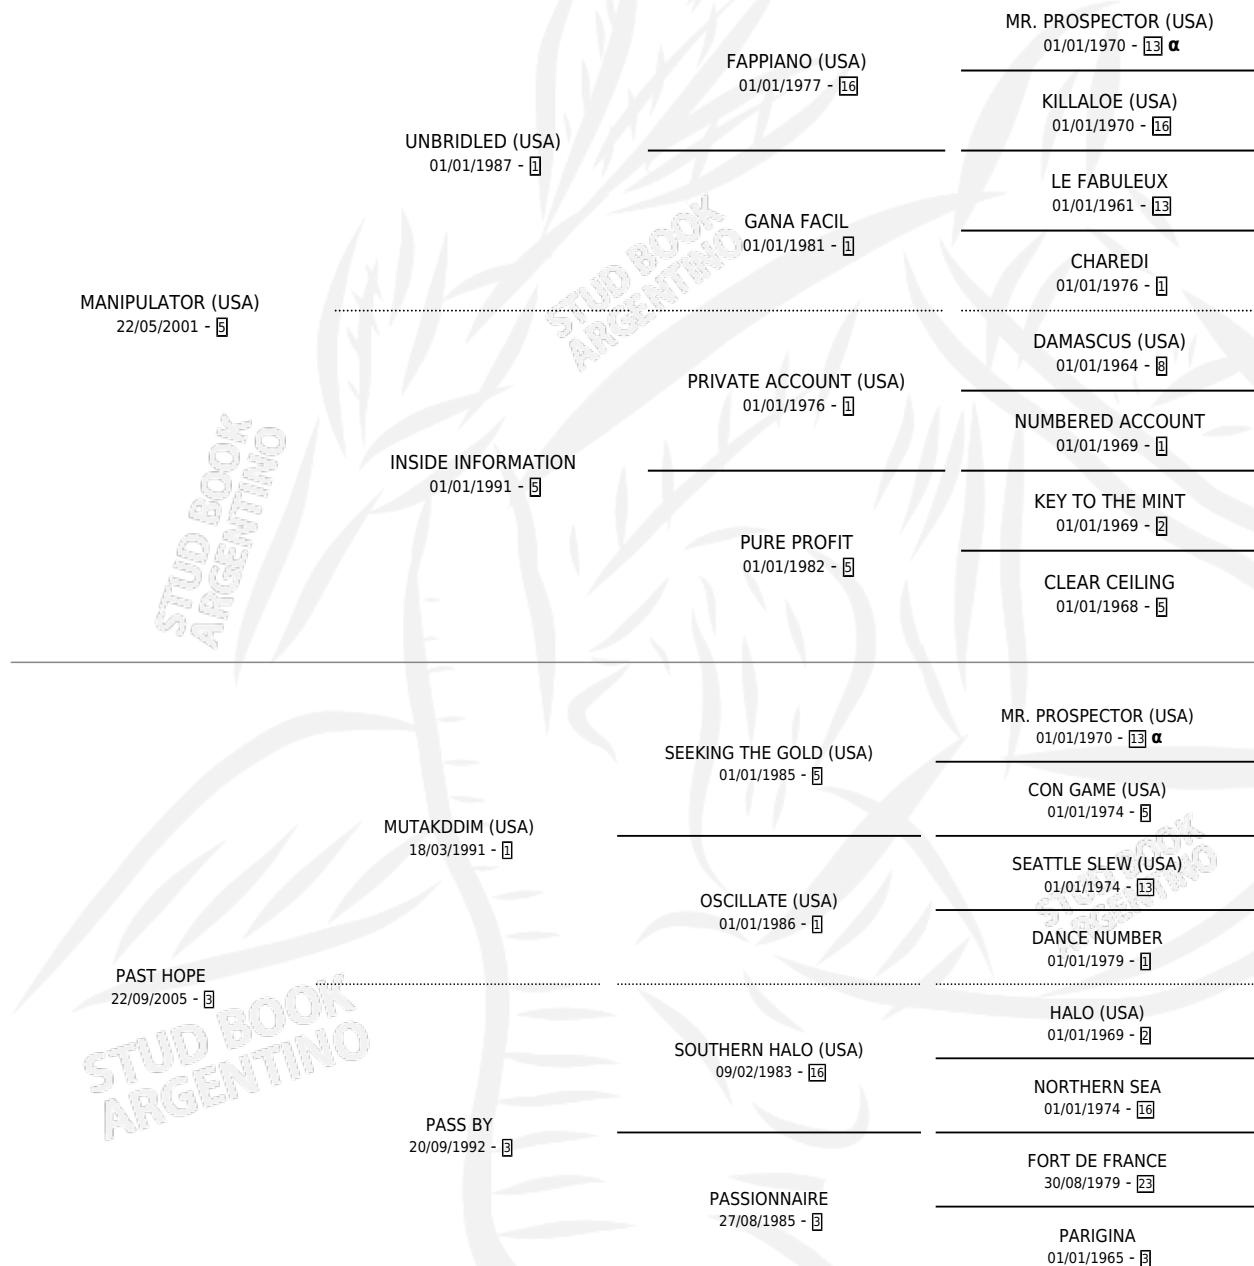 MR. PROSPECTOR (USA)
01/01/1970 - 13 α
FAPPIANO (USA)
01/01/1977 - 16
KILLALOE (USA)
01/01/1970 - 16
UNBRIDLED (USA)
01/01/1987 - 1
LE FABULEUX
01/01/1961 - 13
GANA FACIL
01/01/1981 - 1
CHAREDI
01/01/1976 - 1
MANIPULATOR (USA)
22/05/2001 - 5
DAMASCUS (USA)
01/01/1964 - 8
PRIVATE ACCOUNT (USA)
01/01/1976 - 1
NUMBERED ACCOUNT
01/01/1969 - 1
INSIDE INFORMATION
01/01/1991 - 5
KEY TO THE MINT
01/01/1969 - 2
PURE PROFIT
01/01/1982 - 5
CLEAR CEILING
01/01/1968 - 5
STUD BOOK
ARGENTINO
STUD BOOK
ARGENTINO
MR. PROSPECTOR (USA)
01/01/1970 - 13 α
SEEKING THE GOLD (USA)
01/01/1985 - 5
CON GAME (USA)
01/01/1974 - 5
MUTAKDDIM (USA)
18/03/1991 - 1
SEATTLE SLEW (USA)
01/01/1974 - 13
OSCILLATE (USA)
01/01/1986 - 1
DANCE NUMBER
01/01/1979 - 1
PAST HOPE
22/09/2005 - 3
HALO (USA)
01/01/1969 - 2
SOUTHERN HALO (USA)
09/02/1983 - 16
NORTHERN SEA
01/01/1974 - 16
PASS BY
20/09/1992 - 3
FORT DE FRANCE
30/08/1979 - 23
PASSIONNAIRE
27/08/1985 - 3
PARIGINA
01/01/1965 - 3
STUD BOOK
ARGENTINO
STUD BOOK
ARGENTINO